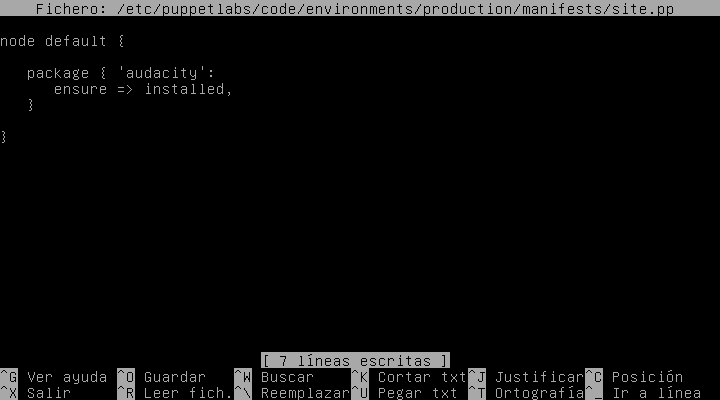 Fichero: /etc/puppetlabs/code/environments/production/manifests/site.pp
node default {
package { 'audacity':
ensure => installed,
}
}
[ 7 líneas escritas ]
^G Ver ayuda ^O Guardar ^W Buscar ^K Cortar txt ^J Justificar ^C Posición
^X Salir ^R Leer fich. ^\ Reemplazar ^U Pegar txt ^T Ortografía ^_ Ir a línea